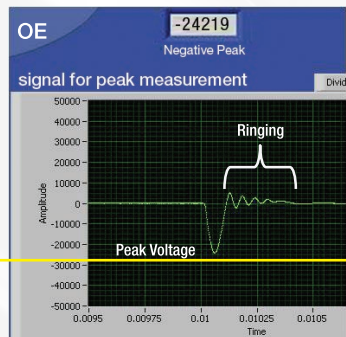 OE
-24219
Negative Peak
signal for peak measurement
Divid
50000
40000
30000
20000
10000
0
-10000
-20000
-30000
-40000
-50000
Amplitude
Ringing
Peak Voltage
0.0095 0.00975 0.01 0.01025 0.0105
Time